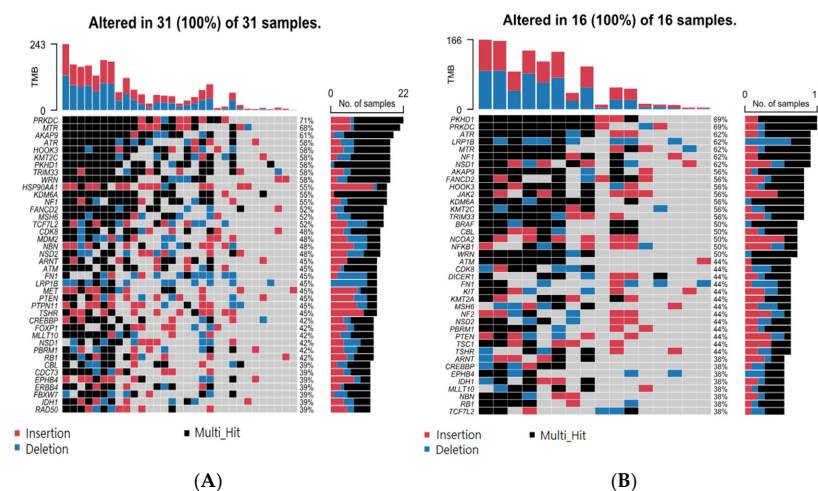 Altered in 31 (100%) of 31 samples.
243
TMB
0
0 22
No. of samples
PRKDC 71%
MTR 68%
AKAP9 61%
ATR 58%
HOOK3 58%
KMT2C 58%
PKHD1 58%
TRIM33 58%
WRN 58%
HSP90AA1 55%
KDM6A 55%
NF1 55%
FANCD2 52%
MSH6 52%
TCF7L2 52%
CDK8 48%
MDM2 48%
NBN 48%
NSD2 48%
ARNT 45%
ATM 45%
FN1 45%
LRP1B 45%
MET 45%
PTEN 45%
PTPN11 45%
TSHR 45%
CREBBP 42%
FOXP1 42%
MLLT10 42%
NSD1 42%
PBRM1 42%
RB1 42%
CBL 39%
CDC73 39%
EPHB4 39%
ERBB4 39%
FBXW7 39%
IDH1 39%
RAD50 39%
Insertion
Multi_Hit
Deletion
(A)
Altered in 16 (100%) of 16 samples.
166
TMB
0
0 1
No. of samples
PKHD1 69%
PRKDC 69%
ATR 62%
LRP1B 62%
MTR 62%
NF1 62%
NSD1 62%
AKAP9 56%
FANCD2 56%
HOOK3 56%
JAK2 56%
KDM6A 56%
KMT2C 56%
TRIM33 56%
BRAF 50%
CBL 50%
NCOA2 50%
NFKB1 50%
WRN 50%
ATM 44%
CDK8 44%
DICER1 44%
FN1 44%
KIT 44%
KMT2A 44%
MSH6 44%
NF2 44%
NSD2 44%
PBRM1 44%
PTEN 44%
TSC1 44%
TSHR 44%
ARNT 38%
CREBBP 38%
EPHB4 38%
IDH1 38%
MLLT10 38%
NBN 38%
RB1 38%
TCF7L2 38%
Insertion
Multi_Hit
Deletion
(B)